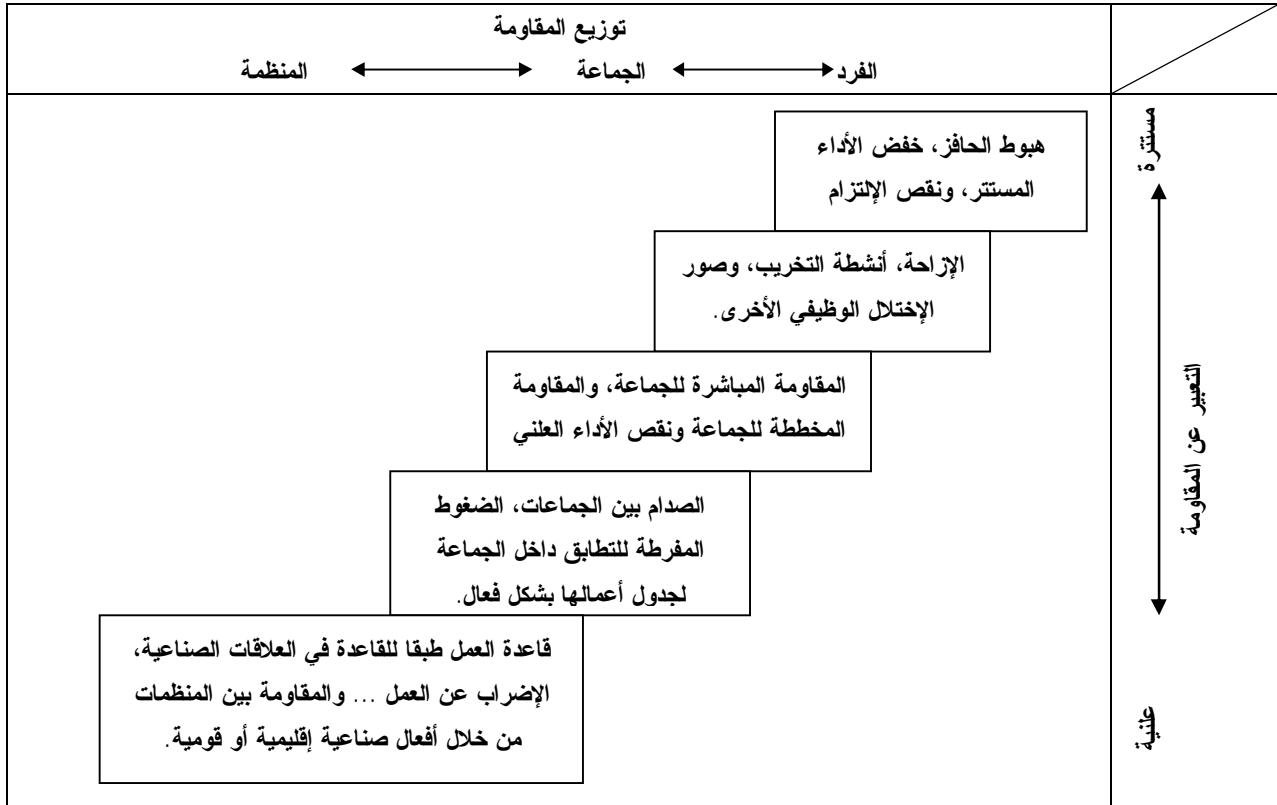 توزيع المقاومة
الفرد الجماعة المنظمة
مستترة
التعبير عن المقاومة
علنية
هبوط الحافز، خفض الأداء
المستتر، ونقص الإلتزام
الإزاحة، أنشطة التخريب، وصور
الإختلال الوظيفي الأخرى.
المقاومة المباشرة للجماعة، والمقاومة
المخططة للجماعة ونقص الأداء العلني
الصدام بين الجماعات، الضغوط
المفرطة للتطابق داخل الجماعة
لجدول أعمالها بشكل فعال.
قاعدة العمل طبقا للقاعدة في العلاقات الصناعية،
الإضراب عن العمل ... والمقاومة بين المنظمات
من خلال أفعال صناعية إقليمية أو قومية.